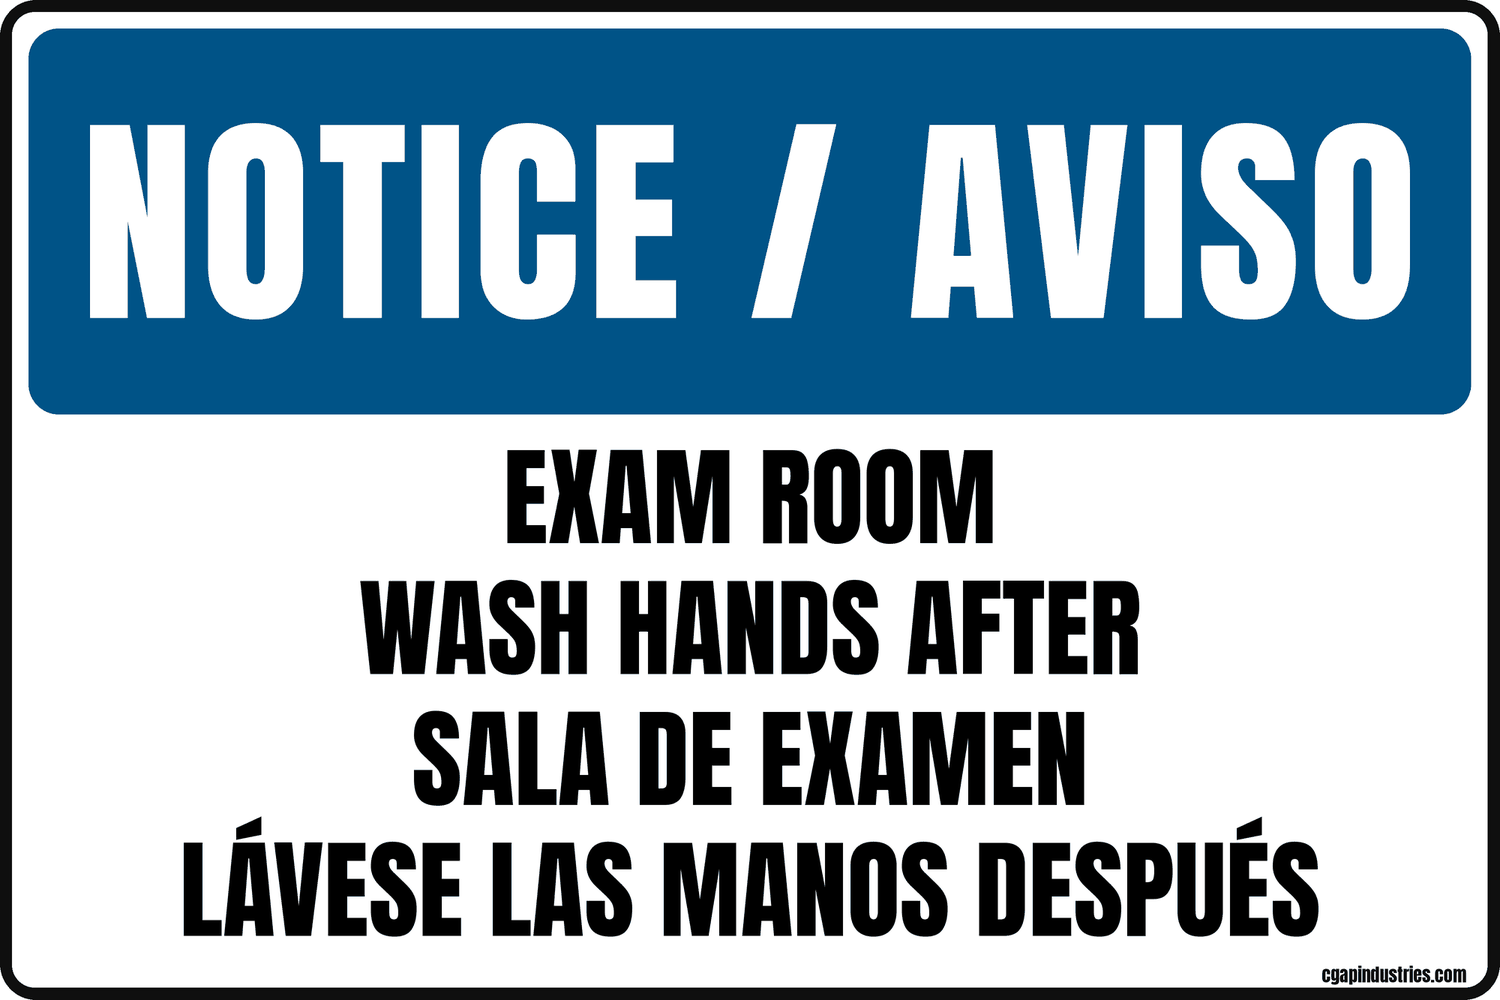 NOTICE / AVISO
EXAM ROOM
WASH HANDS AFTER
SALA DE EXAMEN
LÁVESE LAS MANOS DESPUÉS
cgapindustries.com